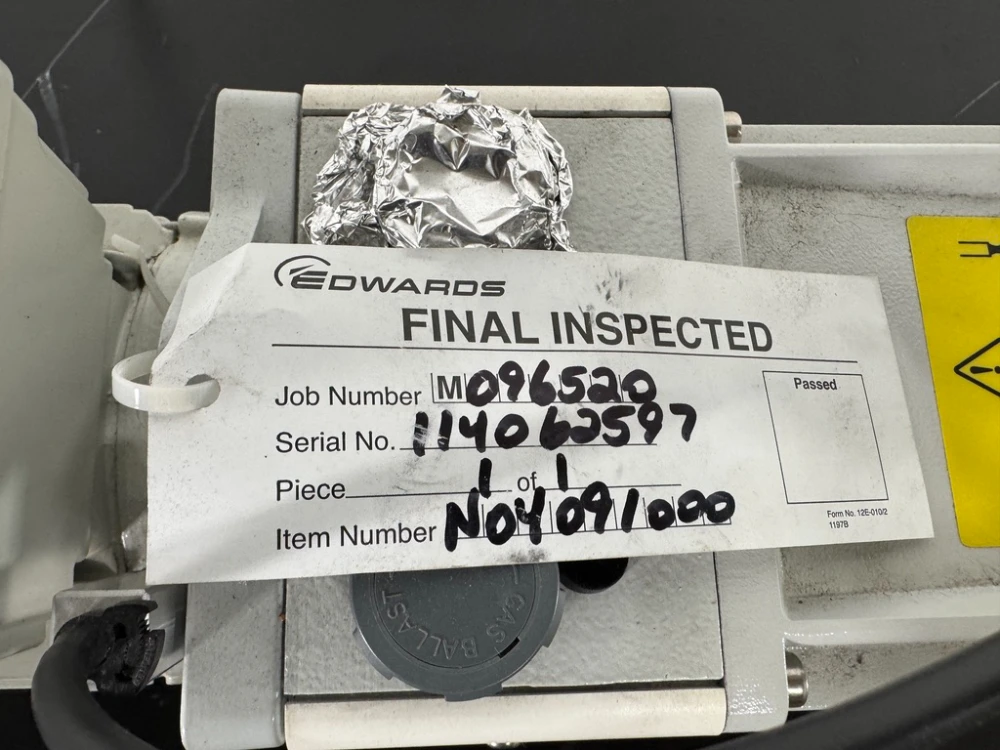 EDWARDS
FINAL INSPECTED
Job Number M096520
Serial No. 114062597
Piece 1 of 1
Item Number N04091000
Passed
Form No. 12E-010/2
1197B
GAS BALLAST